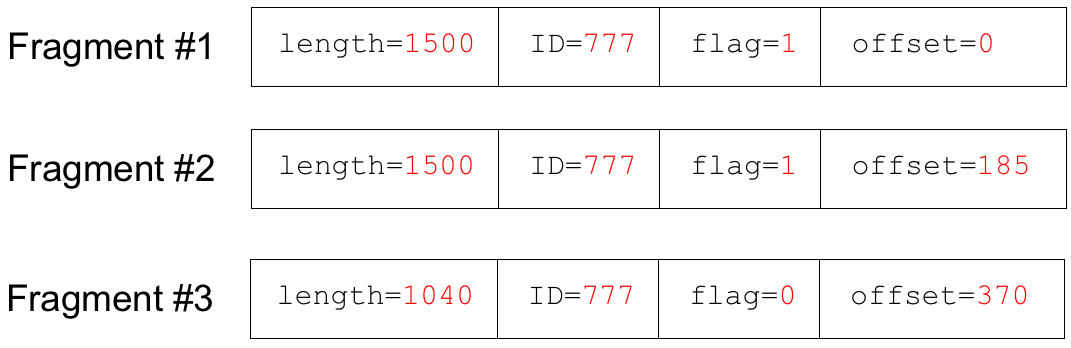 Fragment #1 length=1500 ID=777 flag=1 offset=0
Fragment #2 length=1500 ID=777 flag=1 offset=185
Fragment #3 length=1040 ID=777 flag=0 offset=370